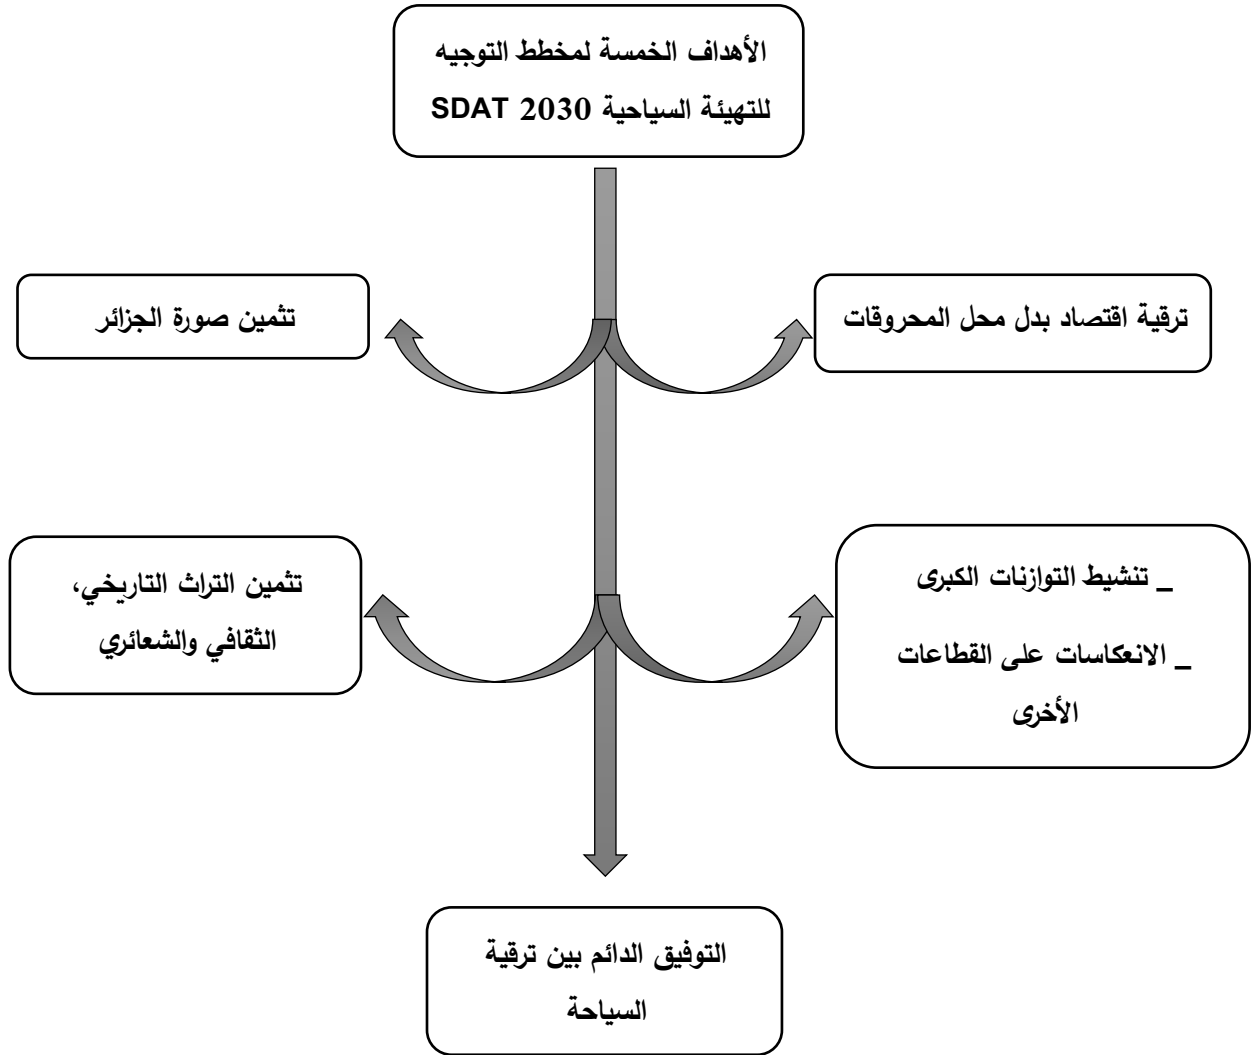 الأهداف الخمسة لمخطط التوجيه
للتهيئة السياحية SDAT 2030
ترقية اقتصاد بدل محل المحروقات
تثمين صورة الجزائر
_ تنشيط التوازنات الكبرى
_ الانعكاسات على القطاعات
الأخرى
تثمين التراث التاريخي،
الثقافي والشعائري
التوفيق الدائم بين ترقية
السياحة